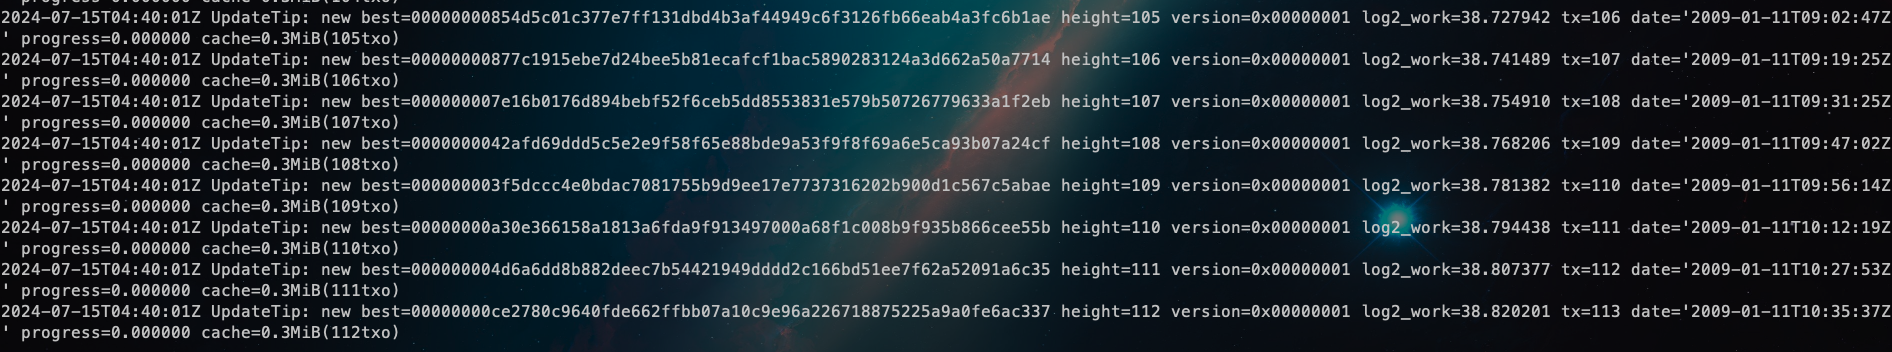 2024-07-15T04:40:01Z UpdateTip: new best=00000000854d5c01c377e7ff131dbd4b3af44949c6f3126fb66eab4a3fc6b1ae height=105 version=0x00000001 log2_work=38.727942 tx=106 date='2009-01-11T09:02:47Z
' progress=0.000000 cache=0.3MiB(105txo)
2024-07-15T04:40:01Z UpdateTip: new best=00000000877c1915ebe7d24bee5b81ecafcf1bac5890283124a3d662a50a7714 height=106 version=0x00000001 log2_work=38.741489 tx=107 date='2009-01-11T09:19:25Z
' progress=0.000000 cache=0.3MiB(106txo)
2024-07-15T04:40:01Z UpdateTip: new best=000000007e16b0176d894bebf52f6ceb5dd8553831e579b50726779633a1f2eb height=107 version=0x00000001 log2_work=38.754910 tx=108 date='2009-01-11T09:31:25Z
' progress=0.000000 cache=0.3MiB(107txo)
2024-07-15T04:40:01Z UpdateTip: new best=0000000042afd69ddd5c5e2e9f58f65e88bde9a53f9f8f69a6e5ca93b07a24cf height=108 version=0x00000001 log2_work=38.768206 tx=109 date='2009-01-11T09:47:02Z
' progress=0.000000 cache=0.3MiB(108txo)
2024-07-15T04:40:01Z UpdateTip: new best=000000003f5dccc4e0bdac7081755b9d9ee17e7737316202b900d1c567c5abae height=109 version=0x00000001 log2_work=38.781382 tx=110 date='2009-01-11T09:56:14Z
' progress=0.000000 cache=0.3MiB(109txo)
2024-07-15T04:40:01Z UpdateTip: new best=00000000a30e366158a1813a6fda9f913497000a68f1c008b9f935b866cee55b height=110 version=0x00000001 log2_work=38.794438 tx=111 date='2009-01-11T10:12:19Z
' progress=0.000000 cache=0.3MiB(110txo)
2024-07-15T04:40:01Z UpdateTip: new best=000000004d6a6dd8b882deec7b54421949dddd2c166bd51ee7f62a52091a6c35 height=111 version=0x00000001 log2_work=38.807377 tx=112 date='2009-01-11T10:27:53Z
' progress=0.000000 cache=0.3MiB(111txo)
2024-07-15T04:40:01Z UpdateTip: new best=00000000ce2780c9640fde662ffbb07a10c9e96a226718875225a9a0fe6ac337 height=112 version=0x00000001 log2_work=38.820201 tx=113 date='2009-01-11T10:35:37Z
' progress=0.000000 cache=0.3MiB(112txo)